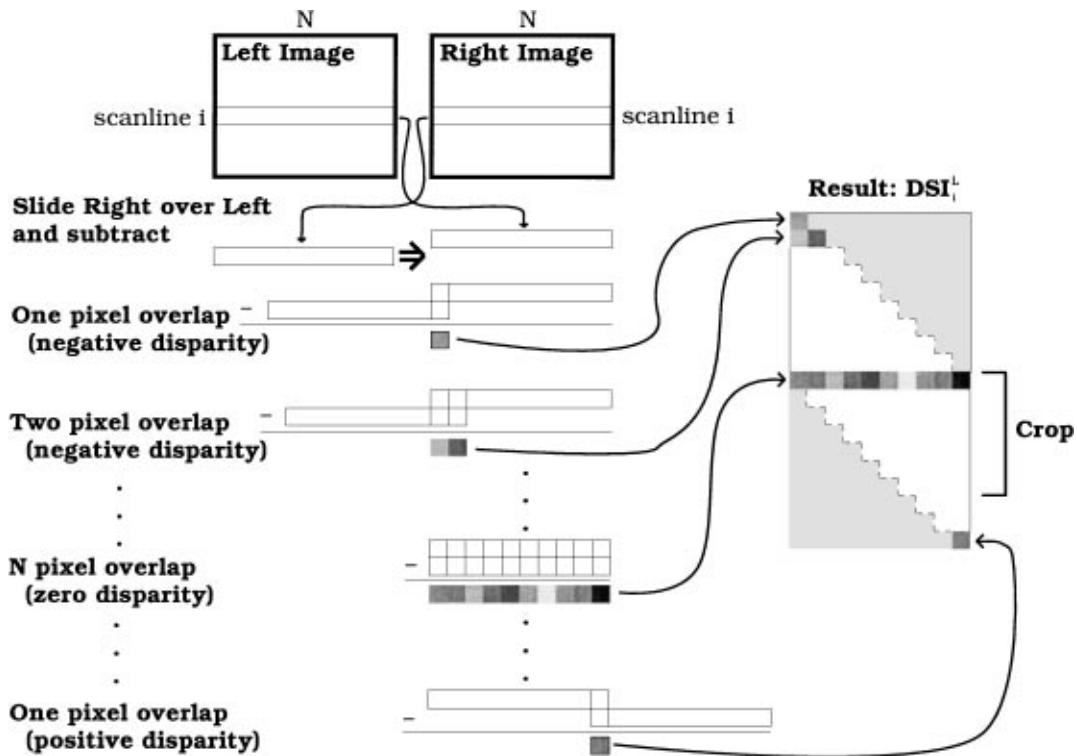 N
N
Left Image
Right Image
scanline i
scanline i
Result: DSI_i^L
Slide Right over Left
and subtract
One pixel overlap
(negative disparity)
Two pixel overlap
(negative disparity)
Crop
N pixel overlap
(zero disparity)
One pixel overlap
(positive disparity)